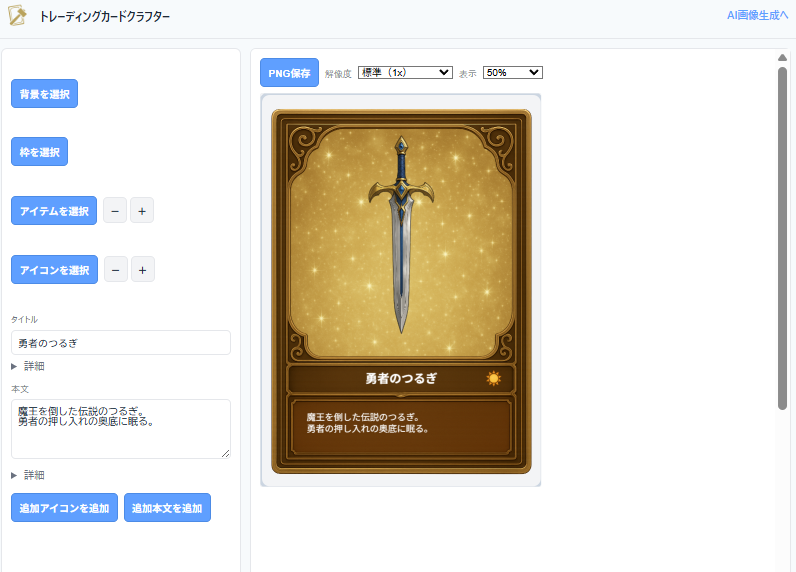 トレーディングカードクラフター
AI画像生成へ
背景を選択
枠を選択
アイテムを選択
−
+
アイコンを選択
−
+
タイトル
勇者のつるぎ
▶ 詳細
本文
魔王を倒した伝説のつるぎ。
勇者の押し入れの奥底に眠る。
▶ 詳細
追加アイコンを追加
追加本文を追加
PNG保存
解像度
標準（1x）
表示
50%
勇者のつるぎ
魔王を倒した伝説のつるぎ。
勇者の押し入れの奥底に眠る。